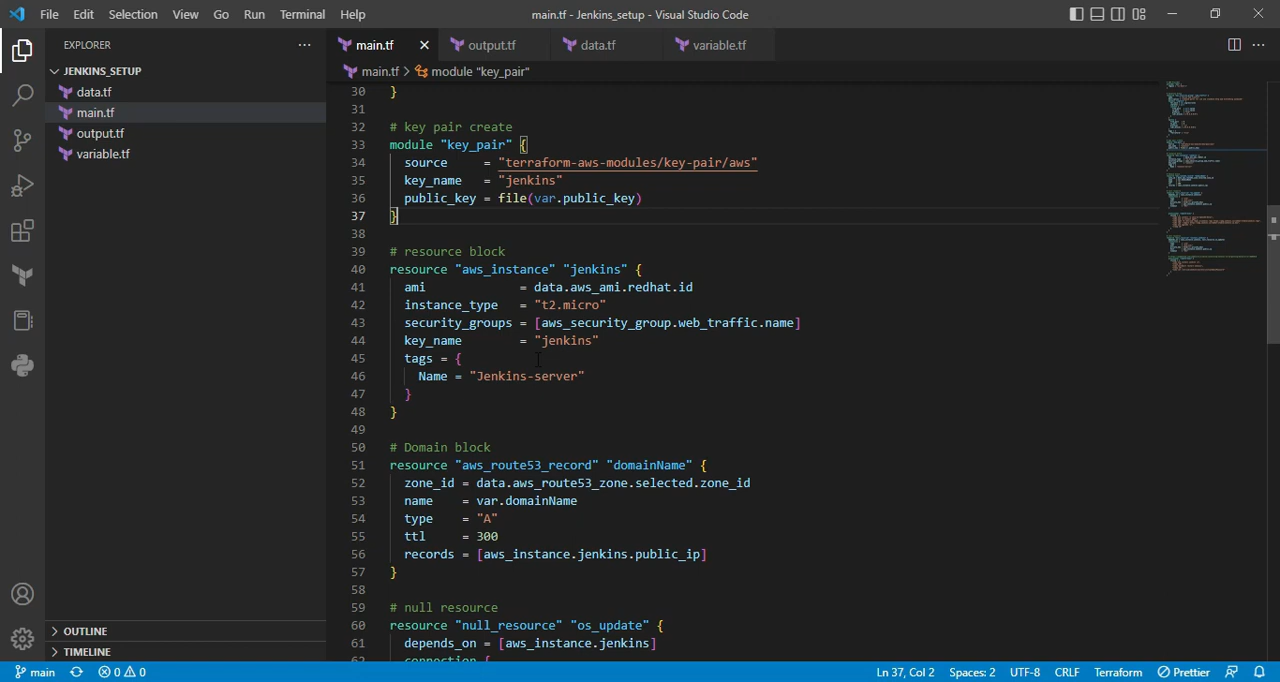 File Edit Selection View Go Run Terminal Help main.tf - Jenkins_setup - Visual Studio Code
EXPLORER
JENKINS_SETUP
data.tf
main.tf
output.tf
variable.tf
OUTLINE
TIMELINE
main.tf output.tf data.tf variable.tf
main.tf > module "key_pair"
30 }
31
32 # key pair create
33 module "key_pair" {
34 source = "terraform-aws-modules/key-pair/aws"
35 key_name = "jenkins"
36 public_key = file(var.public_key)
37 }
38
39 # resource block
40 resource "aws_instance" "jenkins" {
41 ami = data.aws_ami.redhat.id
42 instance_type = "t2.micro"
43 security_groups = [aws_security_group.web_traffic.name]
44 key_name = "jenkins"
45 tags = {
46 Name = "Jenkins-server"
47 }
48 }
49
50 # Domain block
51 resource "aws_route53_record" "domainName" {
52 zone_id = data.aws_route53_zone.selected.zone_id
53 name = var.domainName
54 type = "A"
55 ttl = 300
56 records = [aws_instance.jenkins.public_ip]
57 }
58
59 # null resource
60 resource "null_resource" "os_update" {
61 depends_on = [aws_instance.jenkins]
62 connection {
main 0 0 Ln 37, Col 2 Spaces: 2 UTF-8 CRLF Terraform Prettier